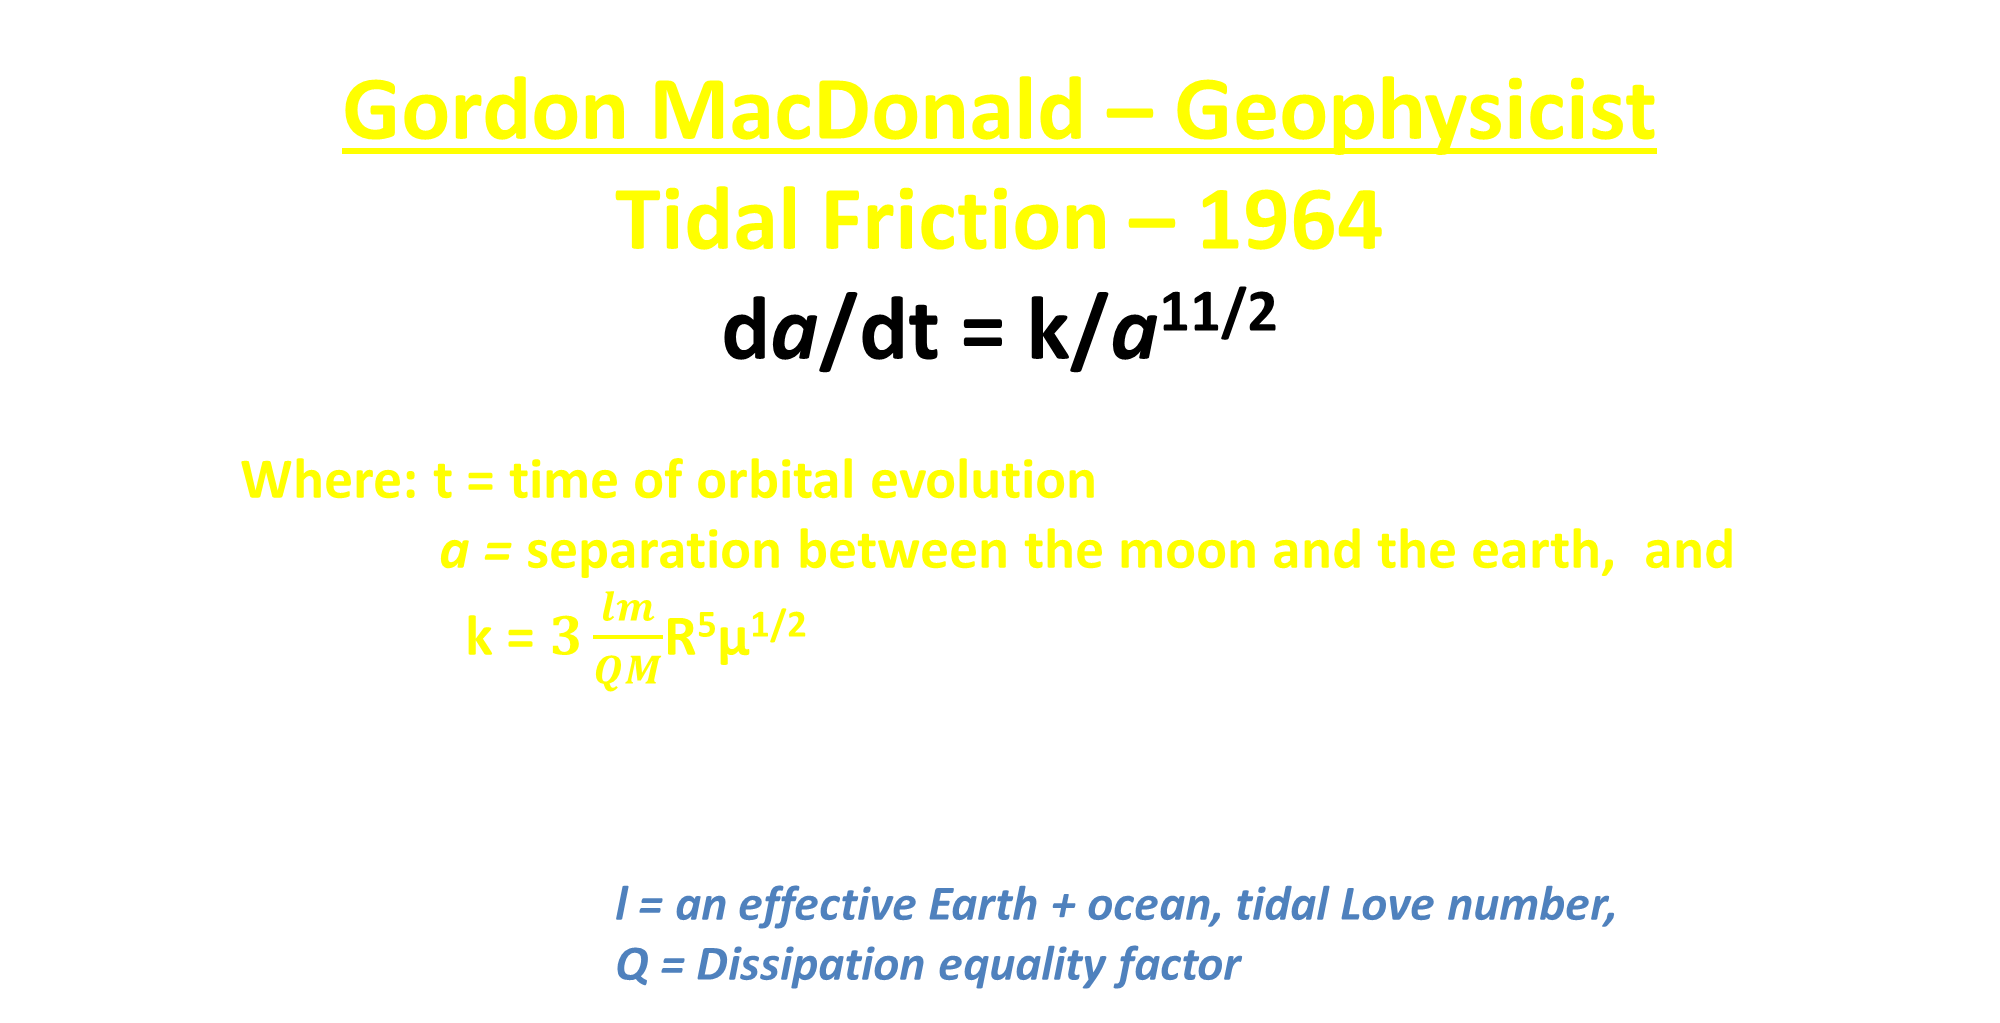 Gordon MacDonald – Geophysicist
Tidal Friction – 1964
da/dt = k/a^11/2
Where: t = time of orbital evolution
a = separation between the moon and the earth, and
k = 3 lm/QM R^5μ^1/2
l = an effective Earth + ocean, tidal Love number,
Q = Dissipation equality factor